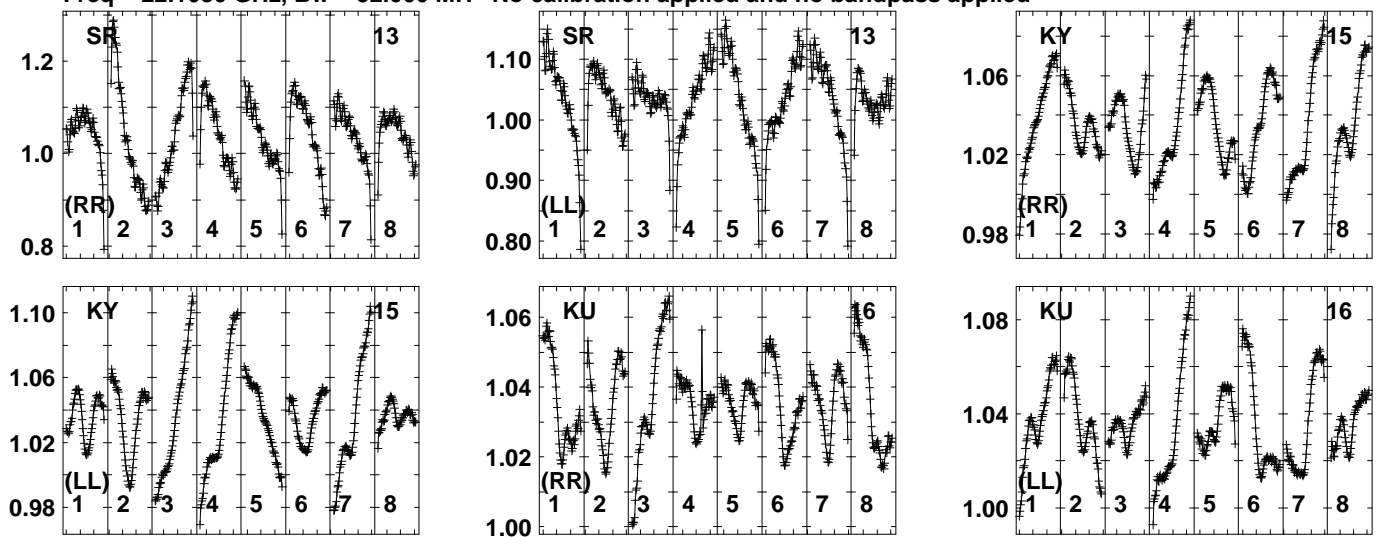 No calibration applied and no bandpass applied
SR 13
1.2
1.0
0.8
(RR)
1 2 3 4 5 6 7 8
SR 13
1.10
1.00
0.90
0.80
(LL)
1 2 3 4 5 6 7 8
KY 15
1.06
1.02
0.98
(RR)
1 2 3 4 5 6 7 8
KY 15
1.10
1.06
1.02
0.98
(LL)
1 2 3 4 5 6 7 8
KU 16
1.06
1.04
1.02
1.00
(RR)
1 2 3 4 5 6 7 8
KU 16
1.08
1.04
1.00
(LL)
1 2 3 4 5 6 7 8